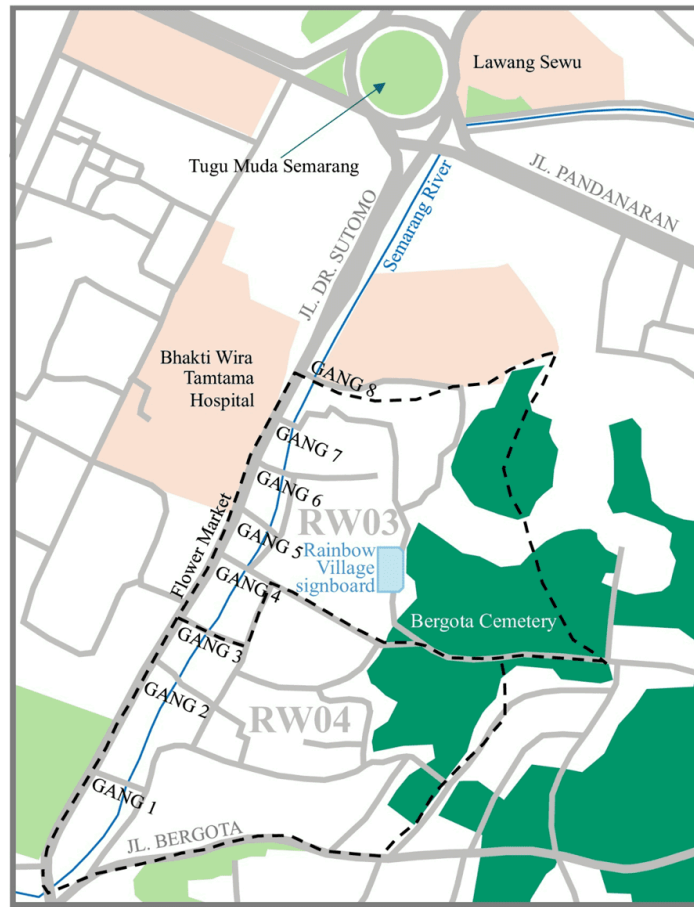 Lawang Sewu
Tugu Muda Semarang
JL. PANDANARAN
JL. DR. SUTOMO
Semarang River
Bhakti Wira
Tamtama
Hospital
GANG 8
GANG 7
GANG 6
RW03
GANG 5
Flower Market
Rainbow
Village
signboard
GANG 4
Bergota Cemetery
GANG 3
GANG 2
RW04
GANG 1
JL. BERGOTA